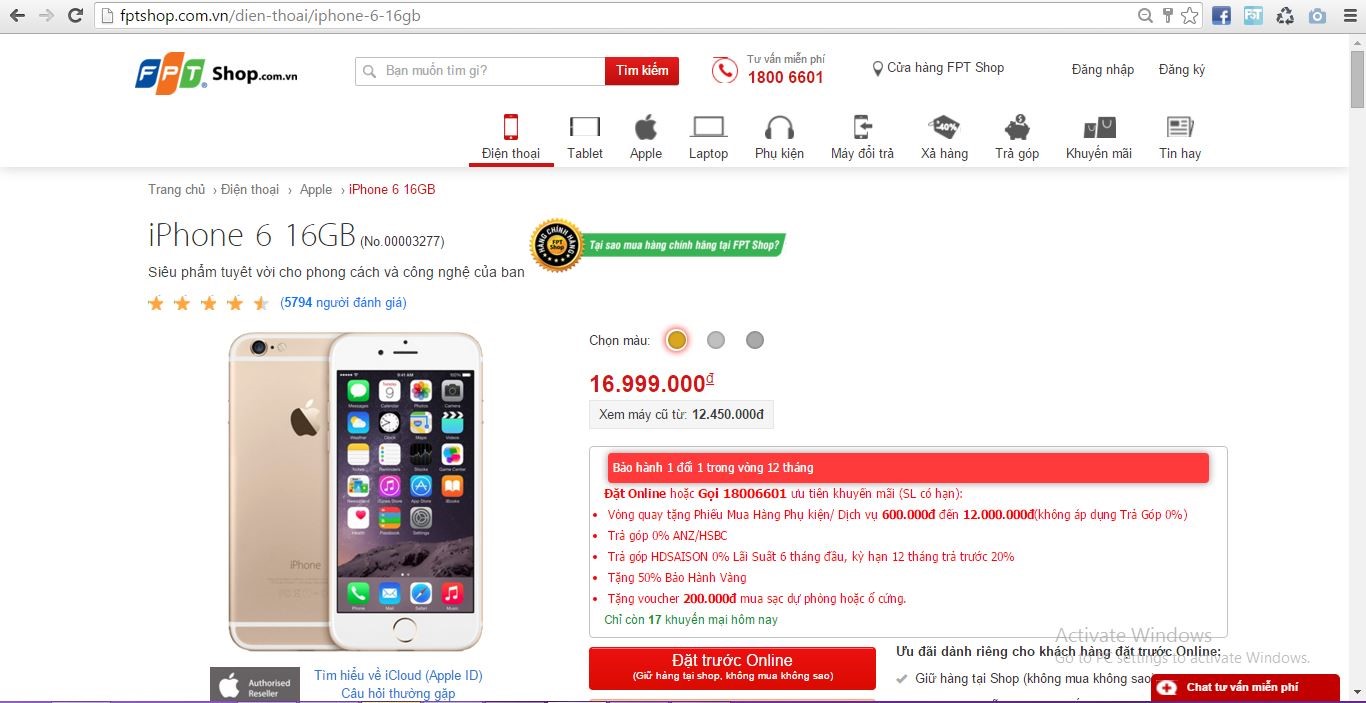 fptshop.com.vn/dien-thoai/iphone-6-16gb
FPT Shop.com.vn
Bạn muốn tìm gì?
Tìm kiếm
Tư vấn miễn phí
1800 6601
Cửa hàng FPT Shop
Đăng nhập
Đăng ký
Điện thoại
Tablet
Apple
Laptop
Phụ kiện
Máy đổi trả
-40%
Xả hàng
Trả góp
Khuyến mãi
Tin hay
Trang chủ › Điện thoại › Apple › iPhone 6 16GB
iPhone 6 16GB (No.00003277)
HÀNG CHÍNH HÃNG
FPT Shop
Tại sao mua hàng chính hãng tại FPT Shop?
Siêu phẩm tuyệt vời cho phong cách và công nghệ của bạn
(5794 người đánh giá)
Chọn màu:
16.999.000đ
Xem máy cũ từ: 12.450.000đ
Bảo hành 1 đổi 1 trong vòng 12 tháng
Đặt Online hoặc Gọi 18006601 ưu tiên khuyến mãi (SL có hạn):
Vòng quay tặng Phiếu Mua Hàng Phụ kiện/ Dịch vụ 600.000đ đến 12.000.000đ(không áp dụng Trả Góp 0%)
Trả góp 0% ANZ/HSBC
Trả góp HDSAISON 0% Lãi Suất 6 tháng đầu, kỳ hạn 12 tháng trả trước 20%
Tặng 50% Bảo Hành Vàng
Tặng voucher 200.000đ mua sạc dự phòng hoặc ổ cứng.
Chỉ còn 17 khuyến mại hôm nay
iPhone
Đặt trước Online
(Giữ hàng tại shop, không mua không sao)
Activate Windows
Go to PC settings to activate Windows.
Ưu đãi dành riêng cho khách hàng đặt trước Online:
Giữ hàng tại Shop (không mua không sao
Authorised
Reseller
Tìm hiểu về iCloud (Apple ID)
Câu hỏi thường gặp
Chat tư vấn miễn phí